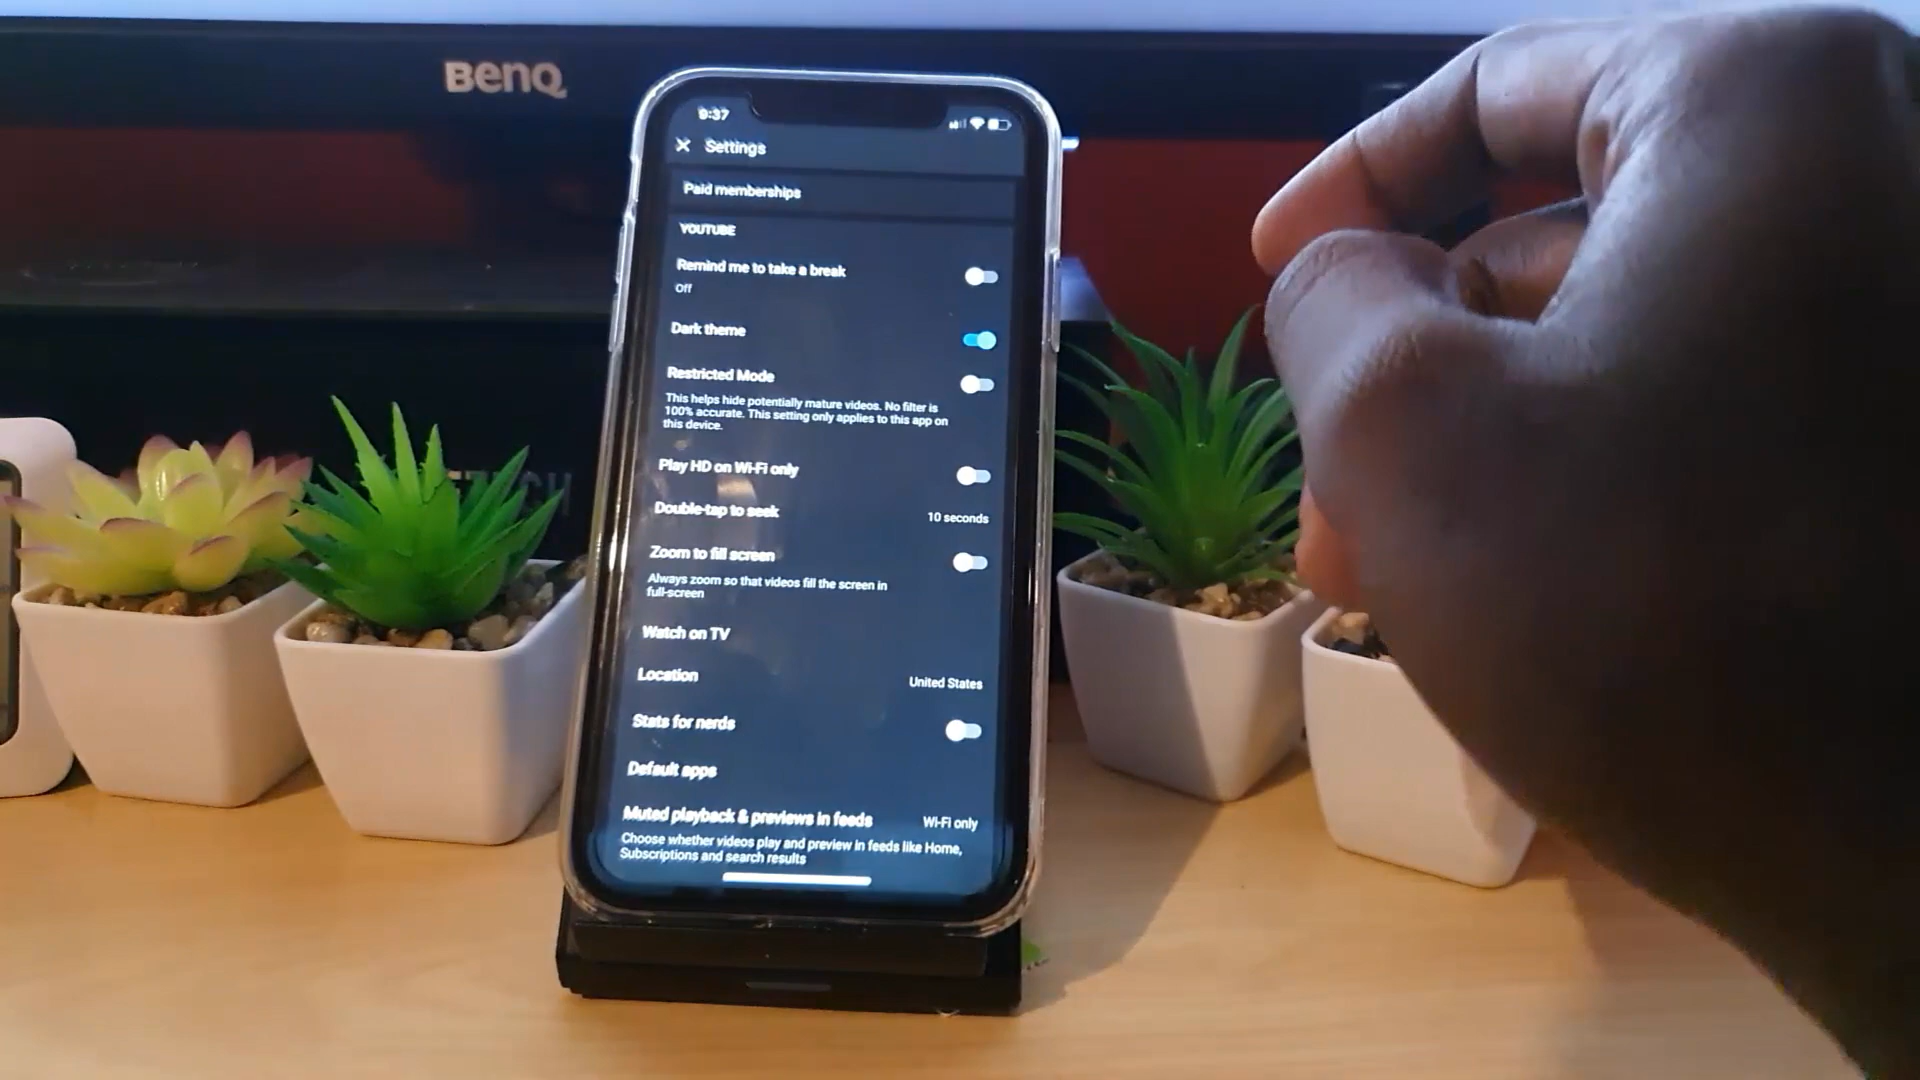 BenQ
9:37
Settings
Paid memberships
YOUTUBE
Remind me to take a break
Off
Dark theme
Restricted Mode
This helps hide potentially mature videos. No filter is
100% accurate. This setting only applies to this app on
this device.
Play HD on Wi-Fi only
Double-tap to seek 10 seconds
Zoom to fill screen
Always zoom so that videos fill the screen in
full-screen
Watch on TV
Location United States
Stats for nerds
Default apps
Muted playback & previews in feeds Wi-Fi only
Choose whether videos play and preview in feeds like Home,
Subscriptions and search results